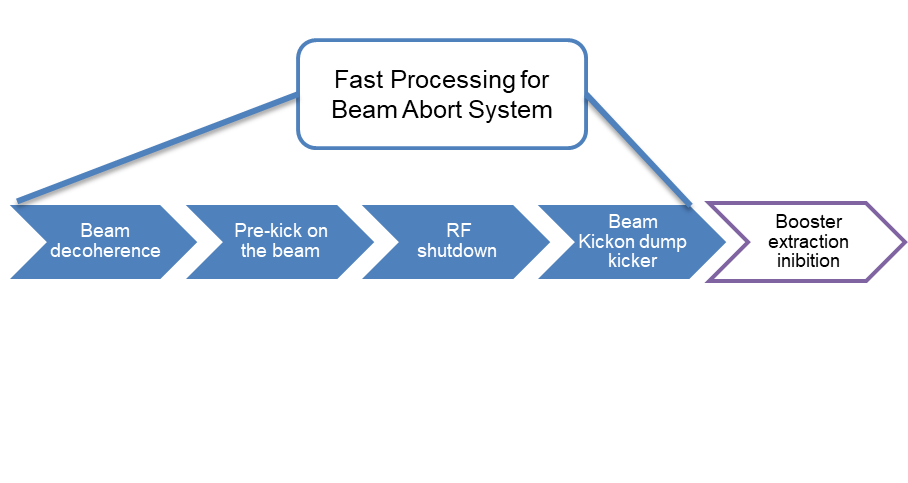 Fast Processing for
Beam Abort System
Beam
decoherence
Pre-kick on
the beam
RF
shutdown
Beam
Kickon dump
kicker
Booster
extraction
inibition